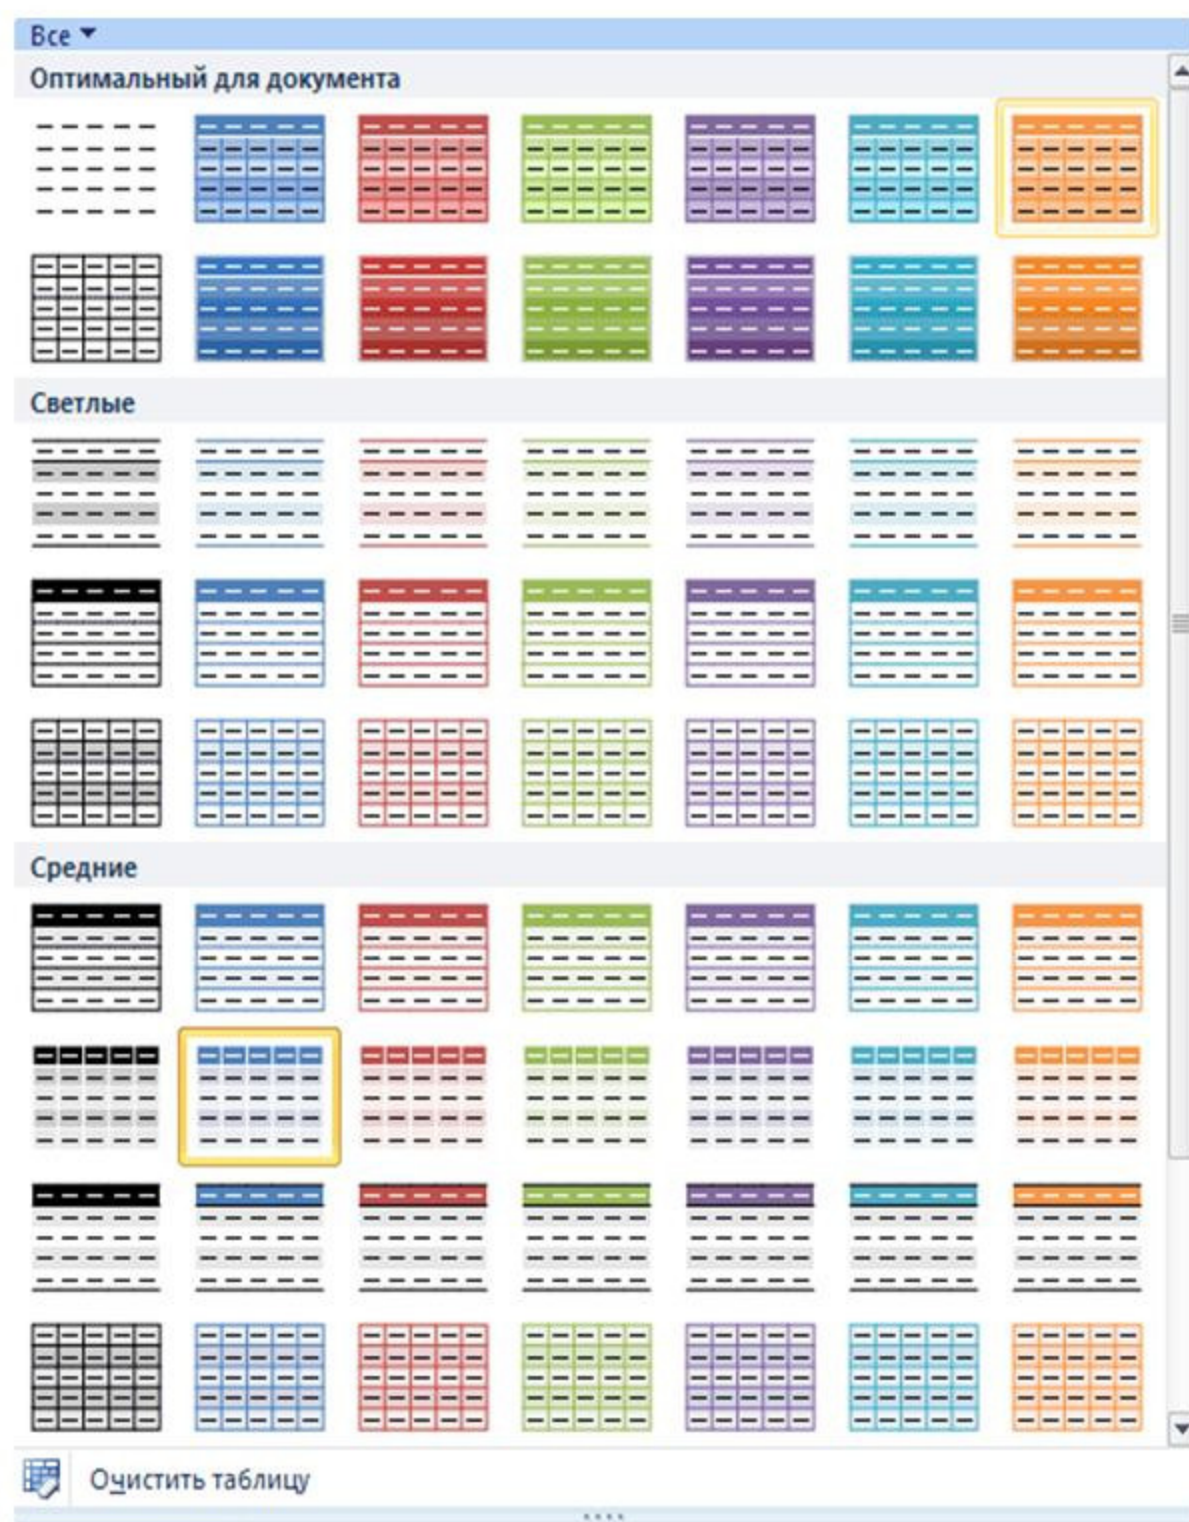 Все
Оптимальный для документа
Светлые
Средние
Очистить таблицу